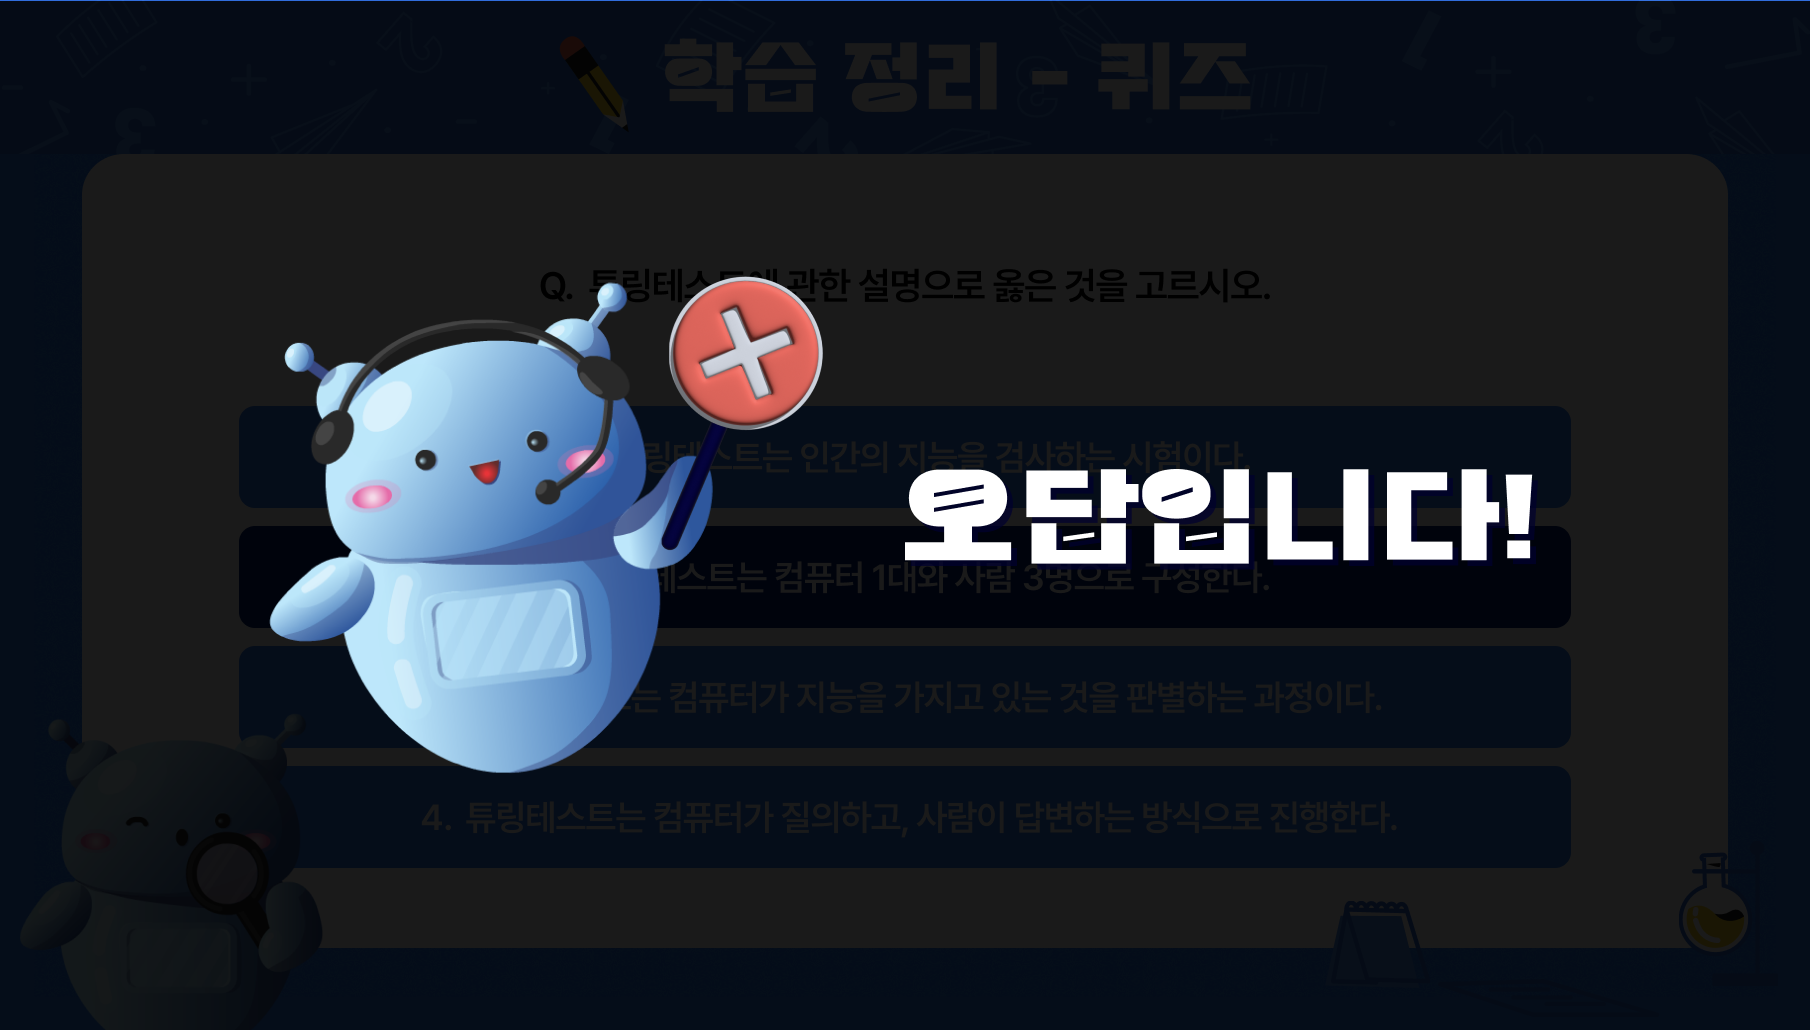 학습 정리 - 퀴즈
Q. 튜링테스트에 관한 설명으로 옳은 것을 고르시오.
링테스트는 인간의 지능을 검사하는 시험이다.
오답입니다!
테스트는 컴퓨터 1대와 사람 3명으로 구성한다.
는 컴퓨터가 지능을 가지고 있는 것을 판별하는 과정이다.
4. 튜링테스트는 컴퓨터가 질의하고, 사람이 답변하는 방식으로 진행한다.